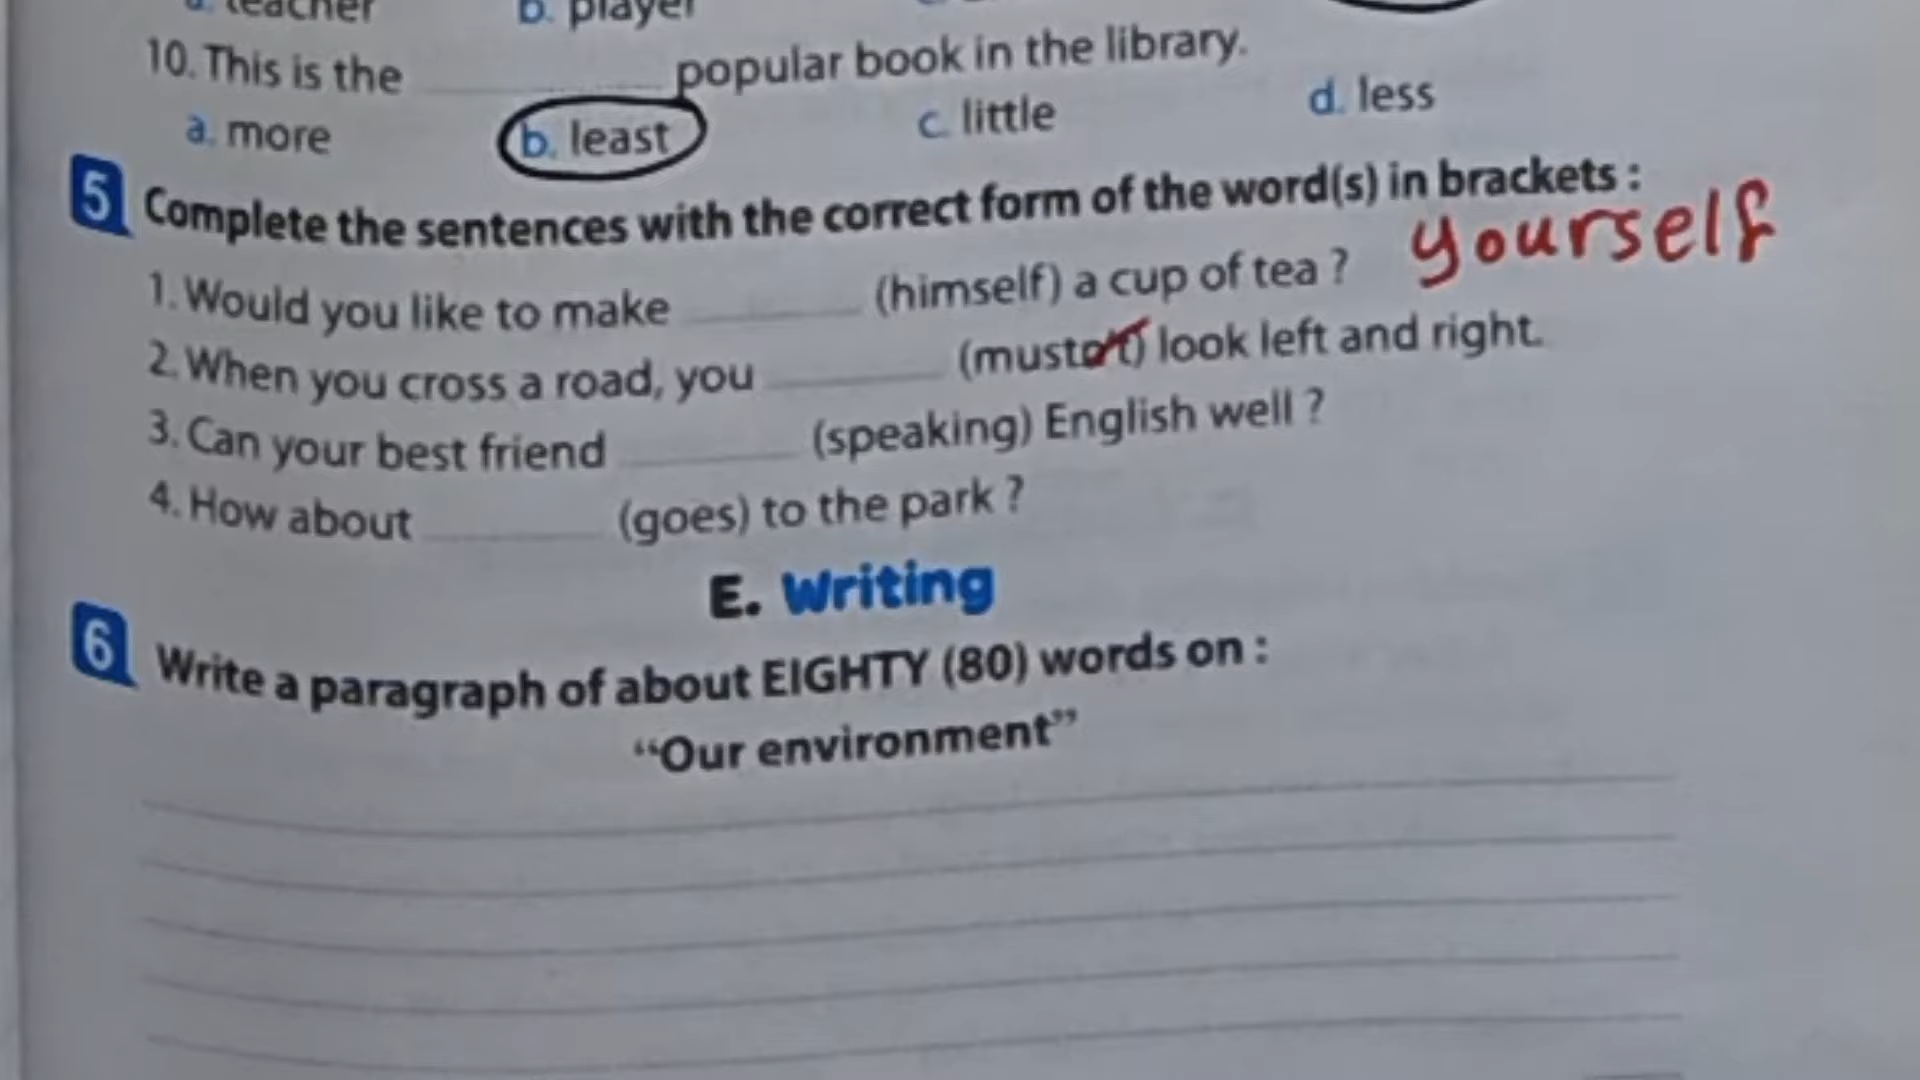 a. teacher b. player
10. This is the popular book in the library.
a. more b. least c. little d. less
5 Complete the sentences with the correct form of the word(s) in brackets :
yourself
1. Would you like to make (himself) a cup of tea ?
2. When you cross a road, you (mustn't) look left and right.
3. Can your best friend (speaking) English well ?
4. How about (goes) to the park ?
E. Writing
6 Write a paragraph of about EIGHTY (80) words on :
“Our environment”